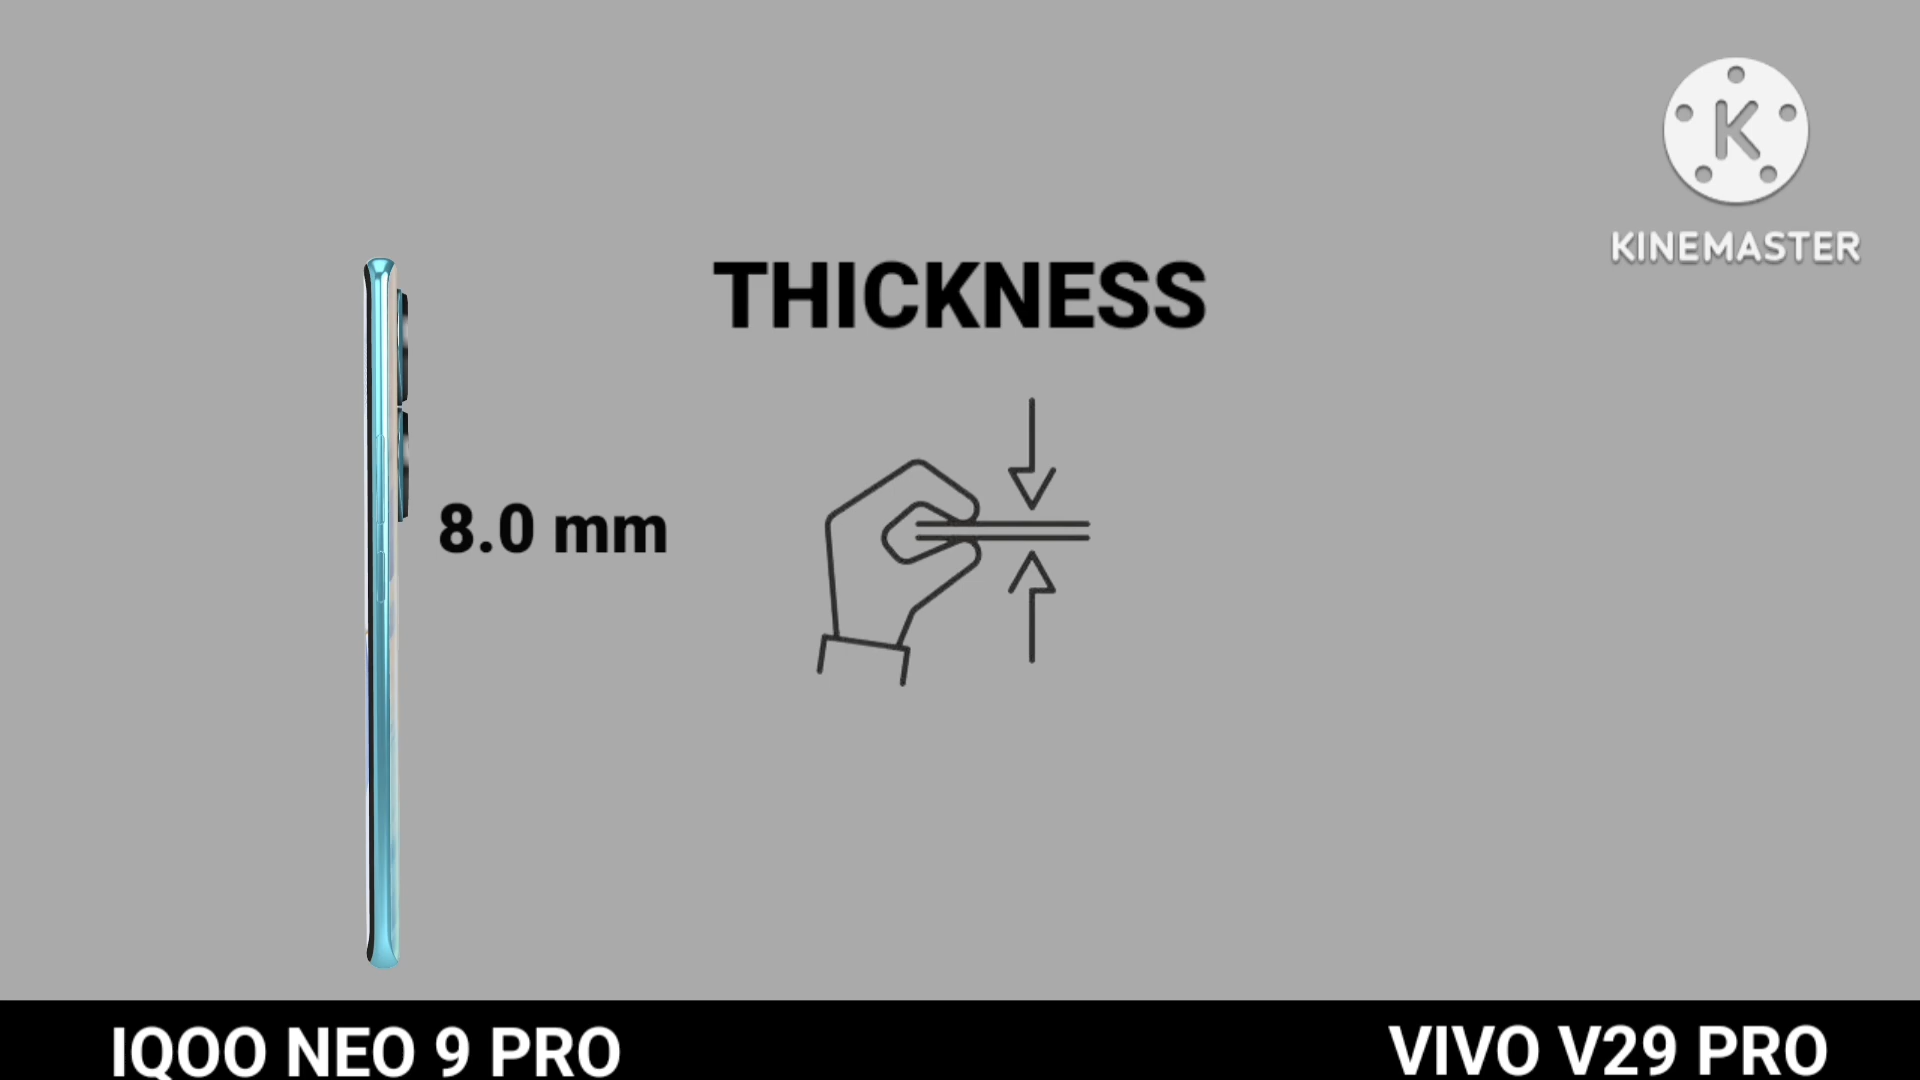 K
KINEMASTER
THICKNESS
8.0 mm
IQOO NEO 9 PRO
VIVO V29 PRO